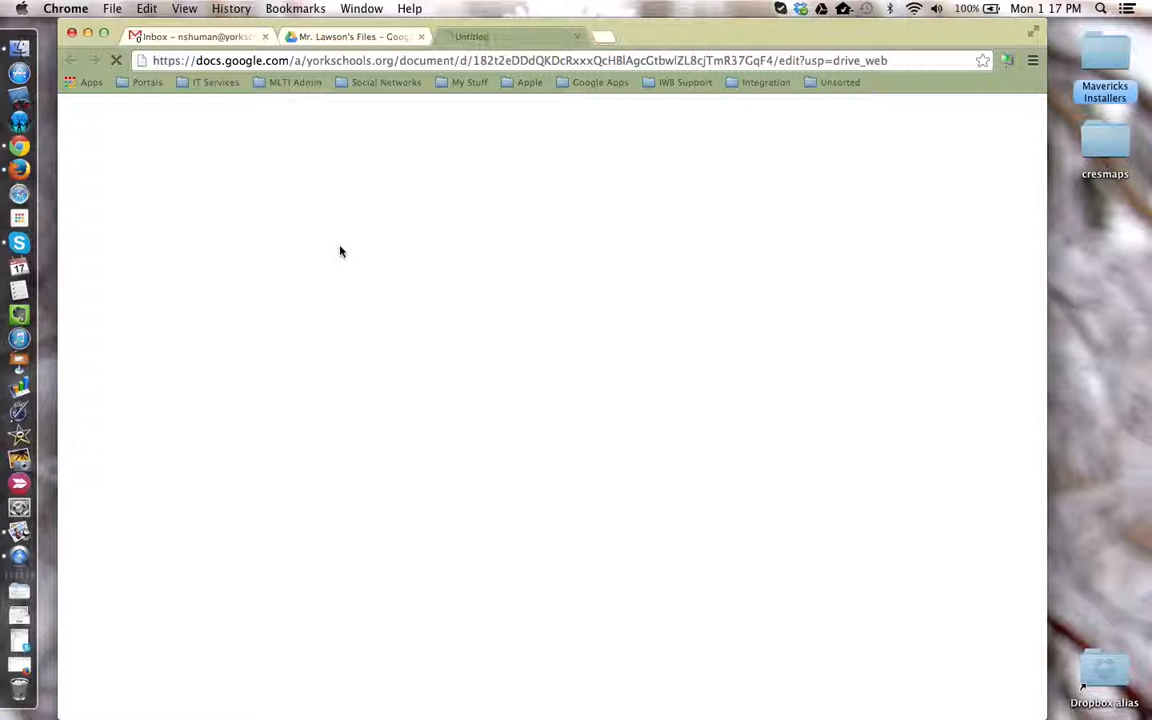 Chrome File Edit View History Bookmarks Window Help 100% Mon 1 17 PM
Inbox – nshuman@yorksc Mr. Lawson's Files – Goog Untitled
https://docs.google.com/a/yorkschools.org/document/d/182t2eDDdQKDcRxxxQcHBlAgcGtbwlZL8cjTmR37GqF4/edit?usp=drive_web
Apps Portals IT Services MLTI Admin Social Networks My Stuff Apple Google Apps IWB Support Integration Unsorted
Mavericks
Installers
cresmaps
17
Dropbox alias